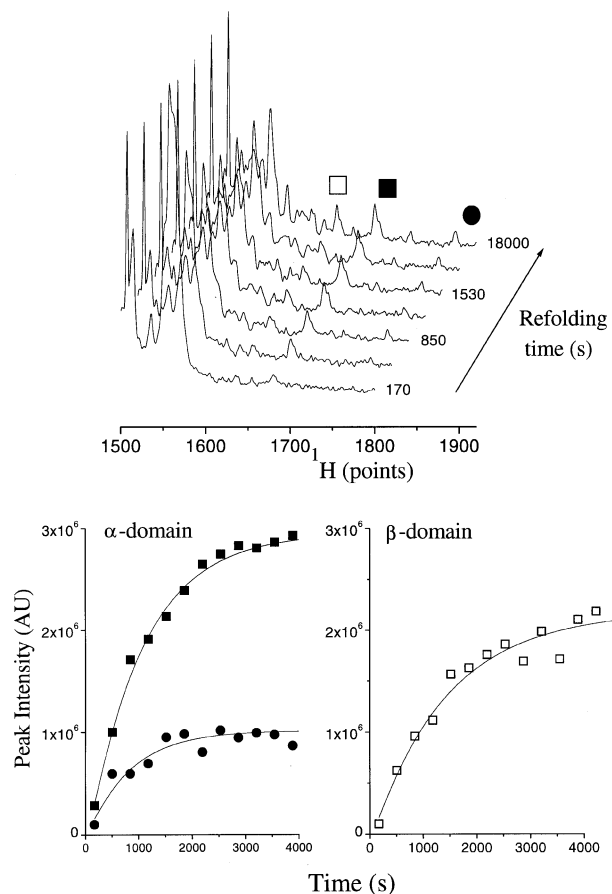 18000
1530
850
170
Refolding
time (s)
1500 1600 1700 1800 1900
¹H (points)
α-domain
β-domain
Peak Intensity (AU)
3x10⁶
2x10⁶
1x10⁶
0
0 1000 2000 3000 4000
3x10⁶
2x10⁶
1x10⁶
0
0 1000 2000 3000 4000
Time (s)